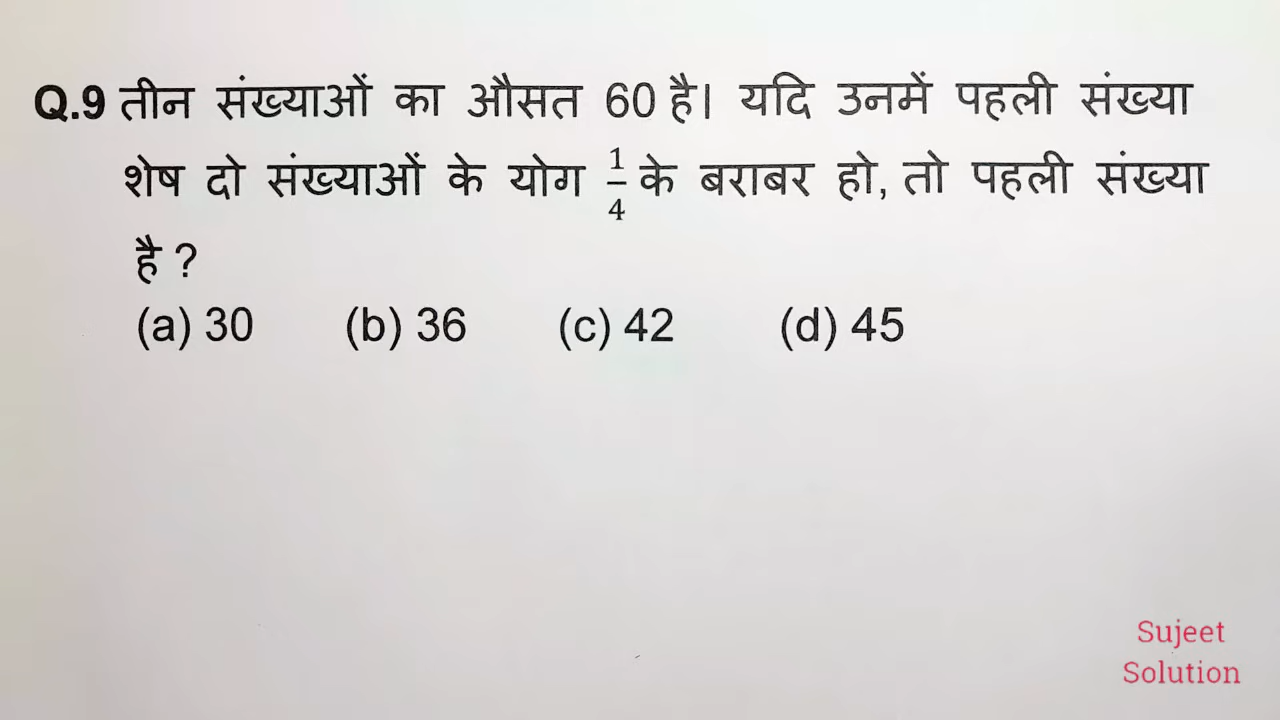 Q.9 तीन संख्याओं का औसत 60 है। यदि उनमें पहली संख्या
शेष दो संख्याओं के योग 1/4 के बराबर हो, तो पहली संख्या
है ?
(a) 30 (b) 36 (c) 42 (d) 45
Sujeet
Solution